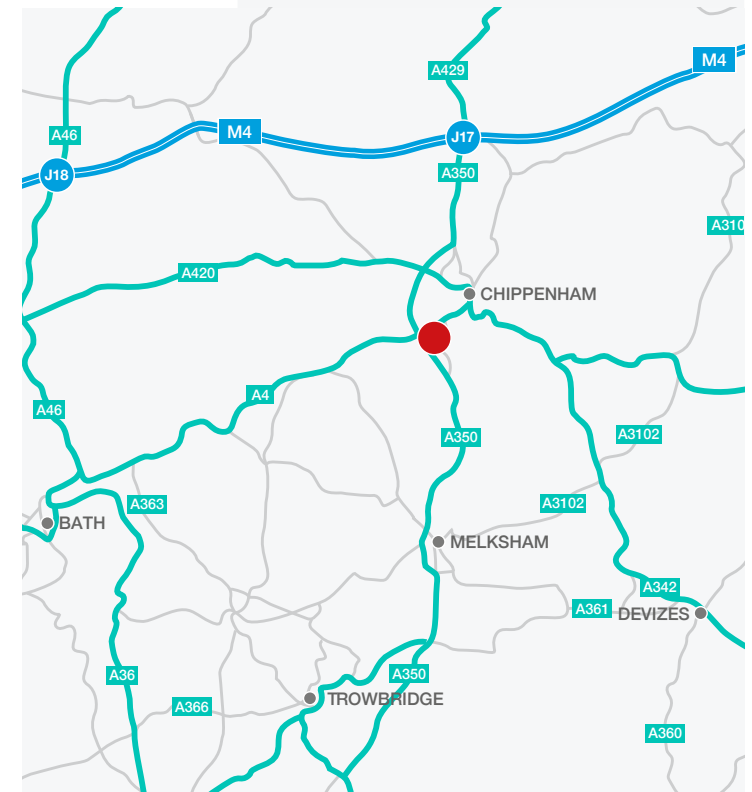 M4
A429
A46
M4
J17
J18
A350
A310
A420
CHIPPENHAM
A4
A46
A3102
A350
A363
A3102
BATH
MELKSHAM
A342
A361
DEVIZES
A36
A350
TROWBRIDGE
A366
A360